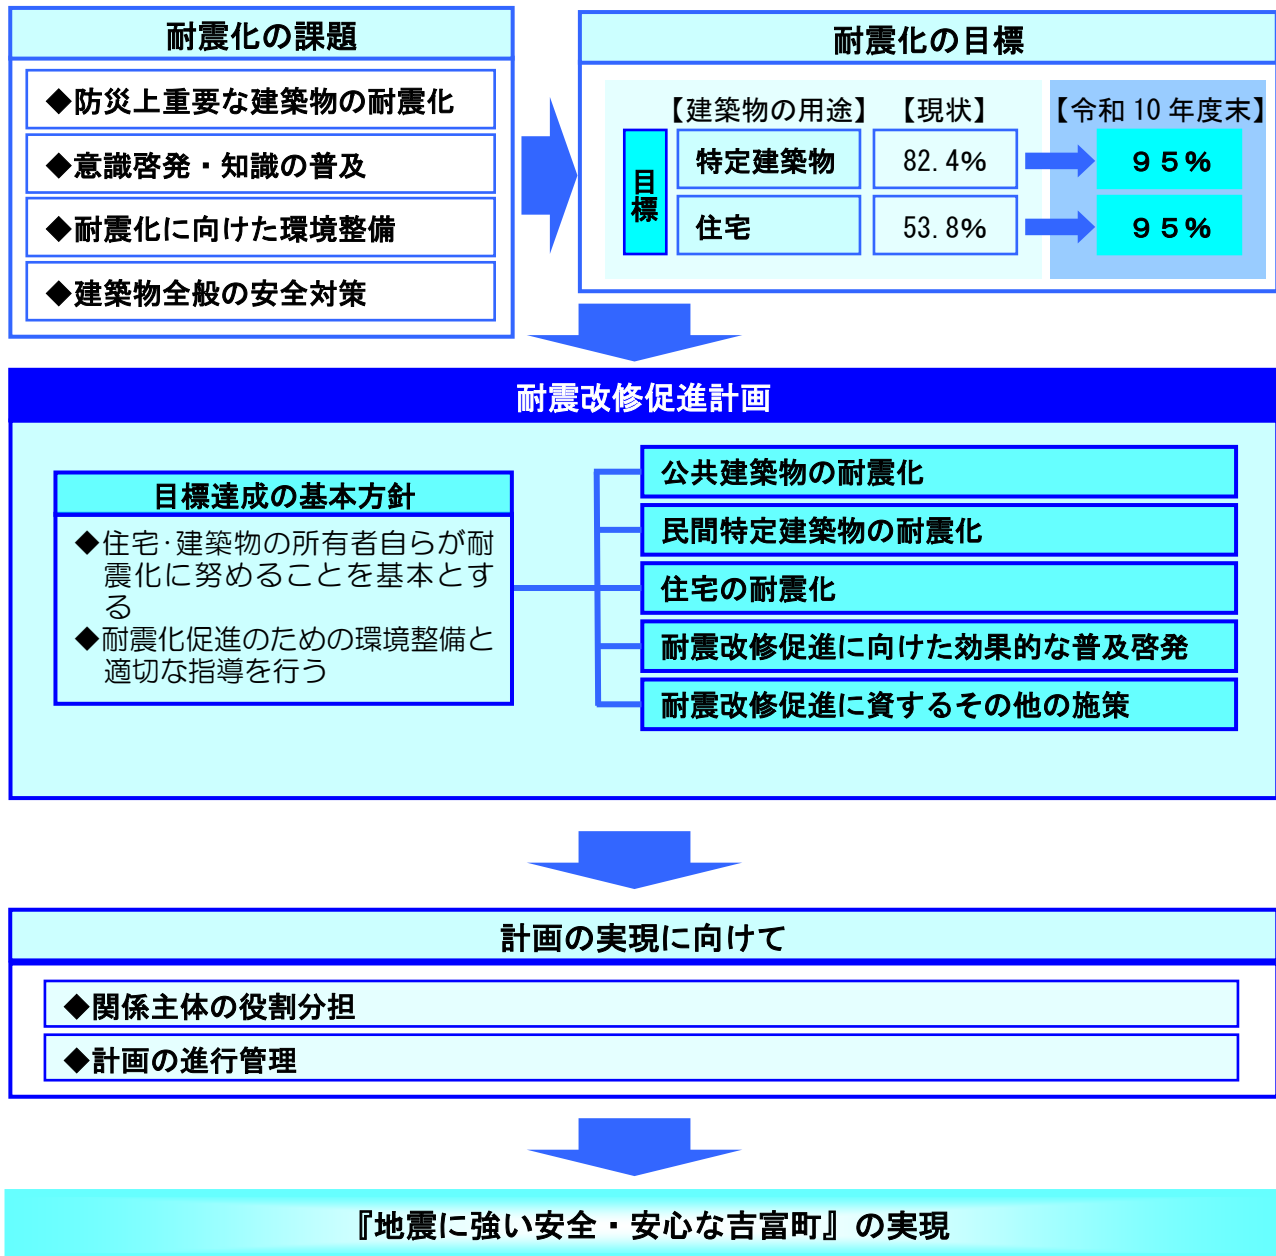 耐震化の課題
◆防災上重要な建築物の耐震化
◆意識啓発・知識の普及
◆耐震化に向けた環境整備
◆建築物全般の安全対策
耐震化の目標
【建築物の用途】 【現状】 【令和10年度末】
目標
特定建築物 82.4% 95%
住宅 53.8% 95%
耐震改修促進計画
目標達成の基本方針
◆住宅・建築物の所有者自らが耐
震化に努めることを基本とす
る
◆耐震化促進のための環境整備と
適切な指導を行う
公共建築物の耐震化
民間特定建築物の耐震化
住宅の耐震化
耐震改修促進に向けた効果的な普及啓発
耐震改修促進に資するその他の施策
計画の実現に向けて
◆関係主体の役割分担
◆計画の進行管理
『地震に強い安全・安心な吉富町』の実現